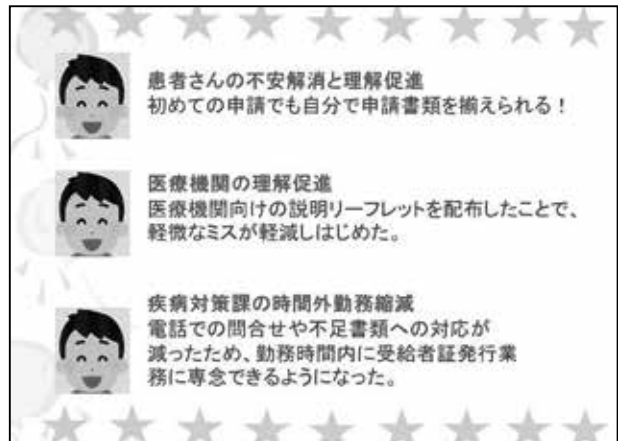 患者さんの不安解消と理解促進
初めての申請でも自分で申請書類を揃えられる！
医療機関の理解促進
医療機関向けの説明リーフレットを配布したことで、
軽微なミスが軽減しはじめた。
疾病対策課の時間外勤務縮減
電話での問合せや不足書類への対応が
減ったため、勤務時間内に受給者証発行業
務に専念できるようになった。